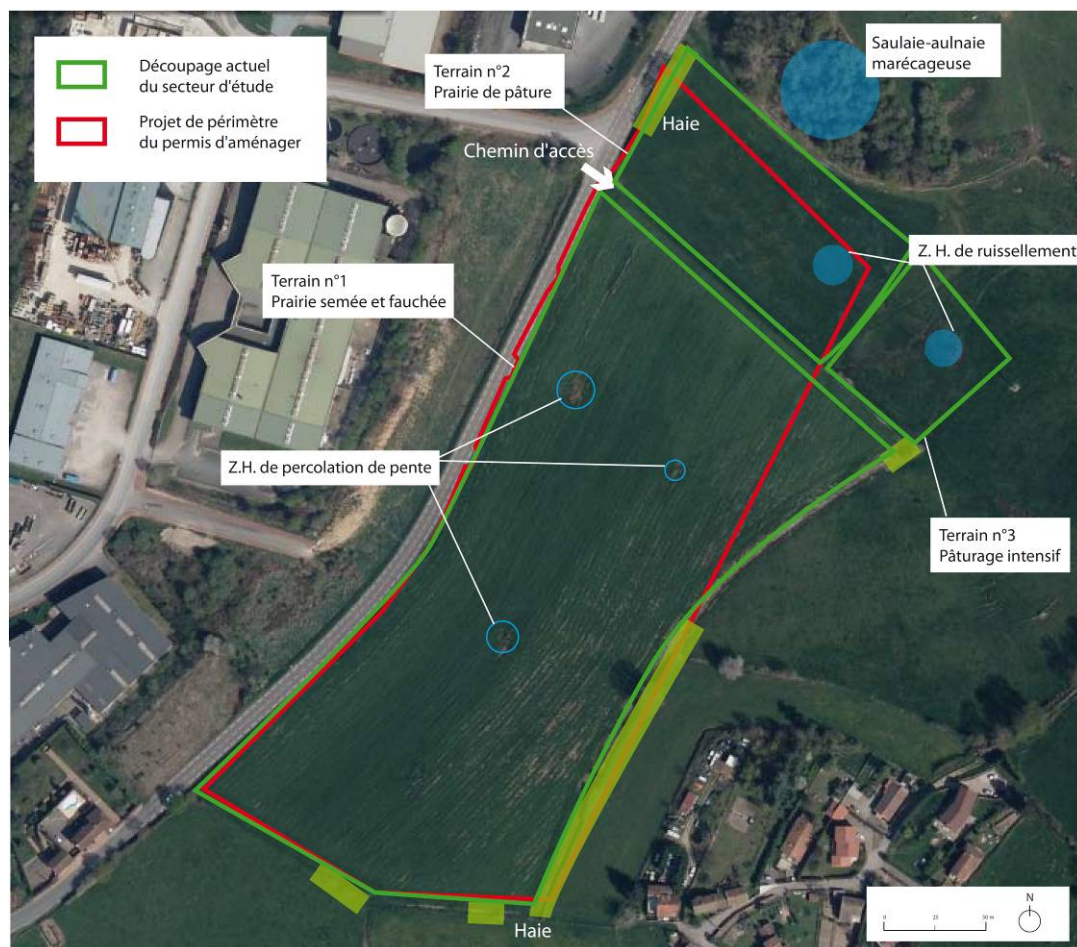 Découpage actuel
du secteur d'étude
Projet de périmètre
du permis d'aménager
Terrain n°2
Prairie de pâture
Saulaie-aulnaie
marécageuse
Haie
Chemin d'accès
Z. H. de ruissellement
Terrain n°1
Prairie semée et fauchée
Z.H. de percolation de pente
Terrain n°3
Pâturage intensif
Haie
0 25 50 m
N